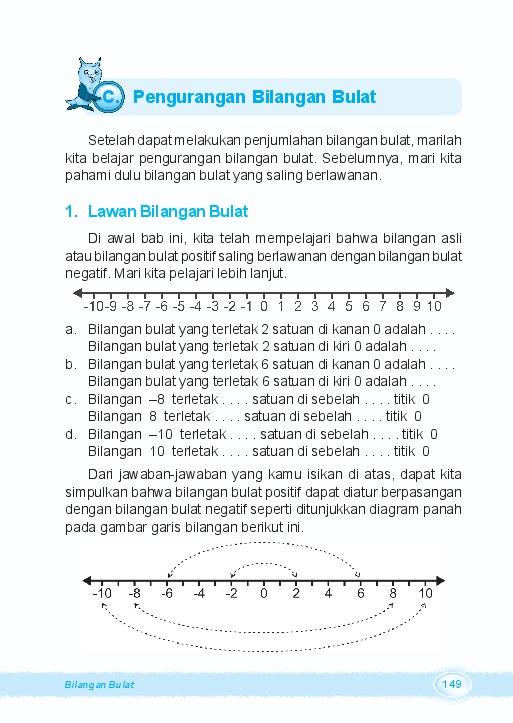 C. Pengurangan Bilangan Bulat
Setelah dapat melakukan penjumlahan bilangan bulat, marilah
kita belajar pengurangan bilangan bulat. Sebelumnya, mari kita
pahami dulu bilangan bulat yang saling berlawanan.
1. Lawan Bilangan Bulat
Di awal bab ini, kita telah mempelajari bahwa bilangan asli
atau bilangan bulat positif saling berlawanan dengan bilangan bulat
negatif. Mari kita pelajari lebih lanjut.
-10 -9 -8 -7 -6 -5 -4 -3 -2 -1 0 1 2 3 4 5 6 7 8 9 10
a. Bilangan bulat yang terletak 2 satuan di kanan 0 adalah . . . .
Bilangan bulat yang terletak 2 satuan di kiri 0 adalah . . . .
b. Bilangan bulat yang terletak 6 satuan di kanan 0 adalah . . . .
Bilangan bulat yang terletak 6 satuan di kiri 0 adalah . . . .
c. Bilangan –8 terletak . . . . satuan di sebelah . . . . titik 0
Bilangan 8 terletak . . . . satuan di sebelah . . . . titik 0
d. Bilangan –10 terletak . . . . satuan di sebelah . . . . titik 0
Bilangan 10 terletak . . . . satuan di sebelah . . . . titik 0
Dari jawaban-jawaban yang kamu isikan di atas, dapat kita
simpulkan bahwa bilangan bulat positif dapat diatur berpasangan
dengan bilangan bulat negatif seperti ditunjukkan diagram panah
pada gambar garis bilangan berikut ini.
-10 -8 -6 -4 -2 0 2 4 6 8 10
Bilangan Bulat 149